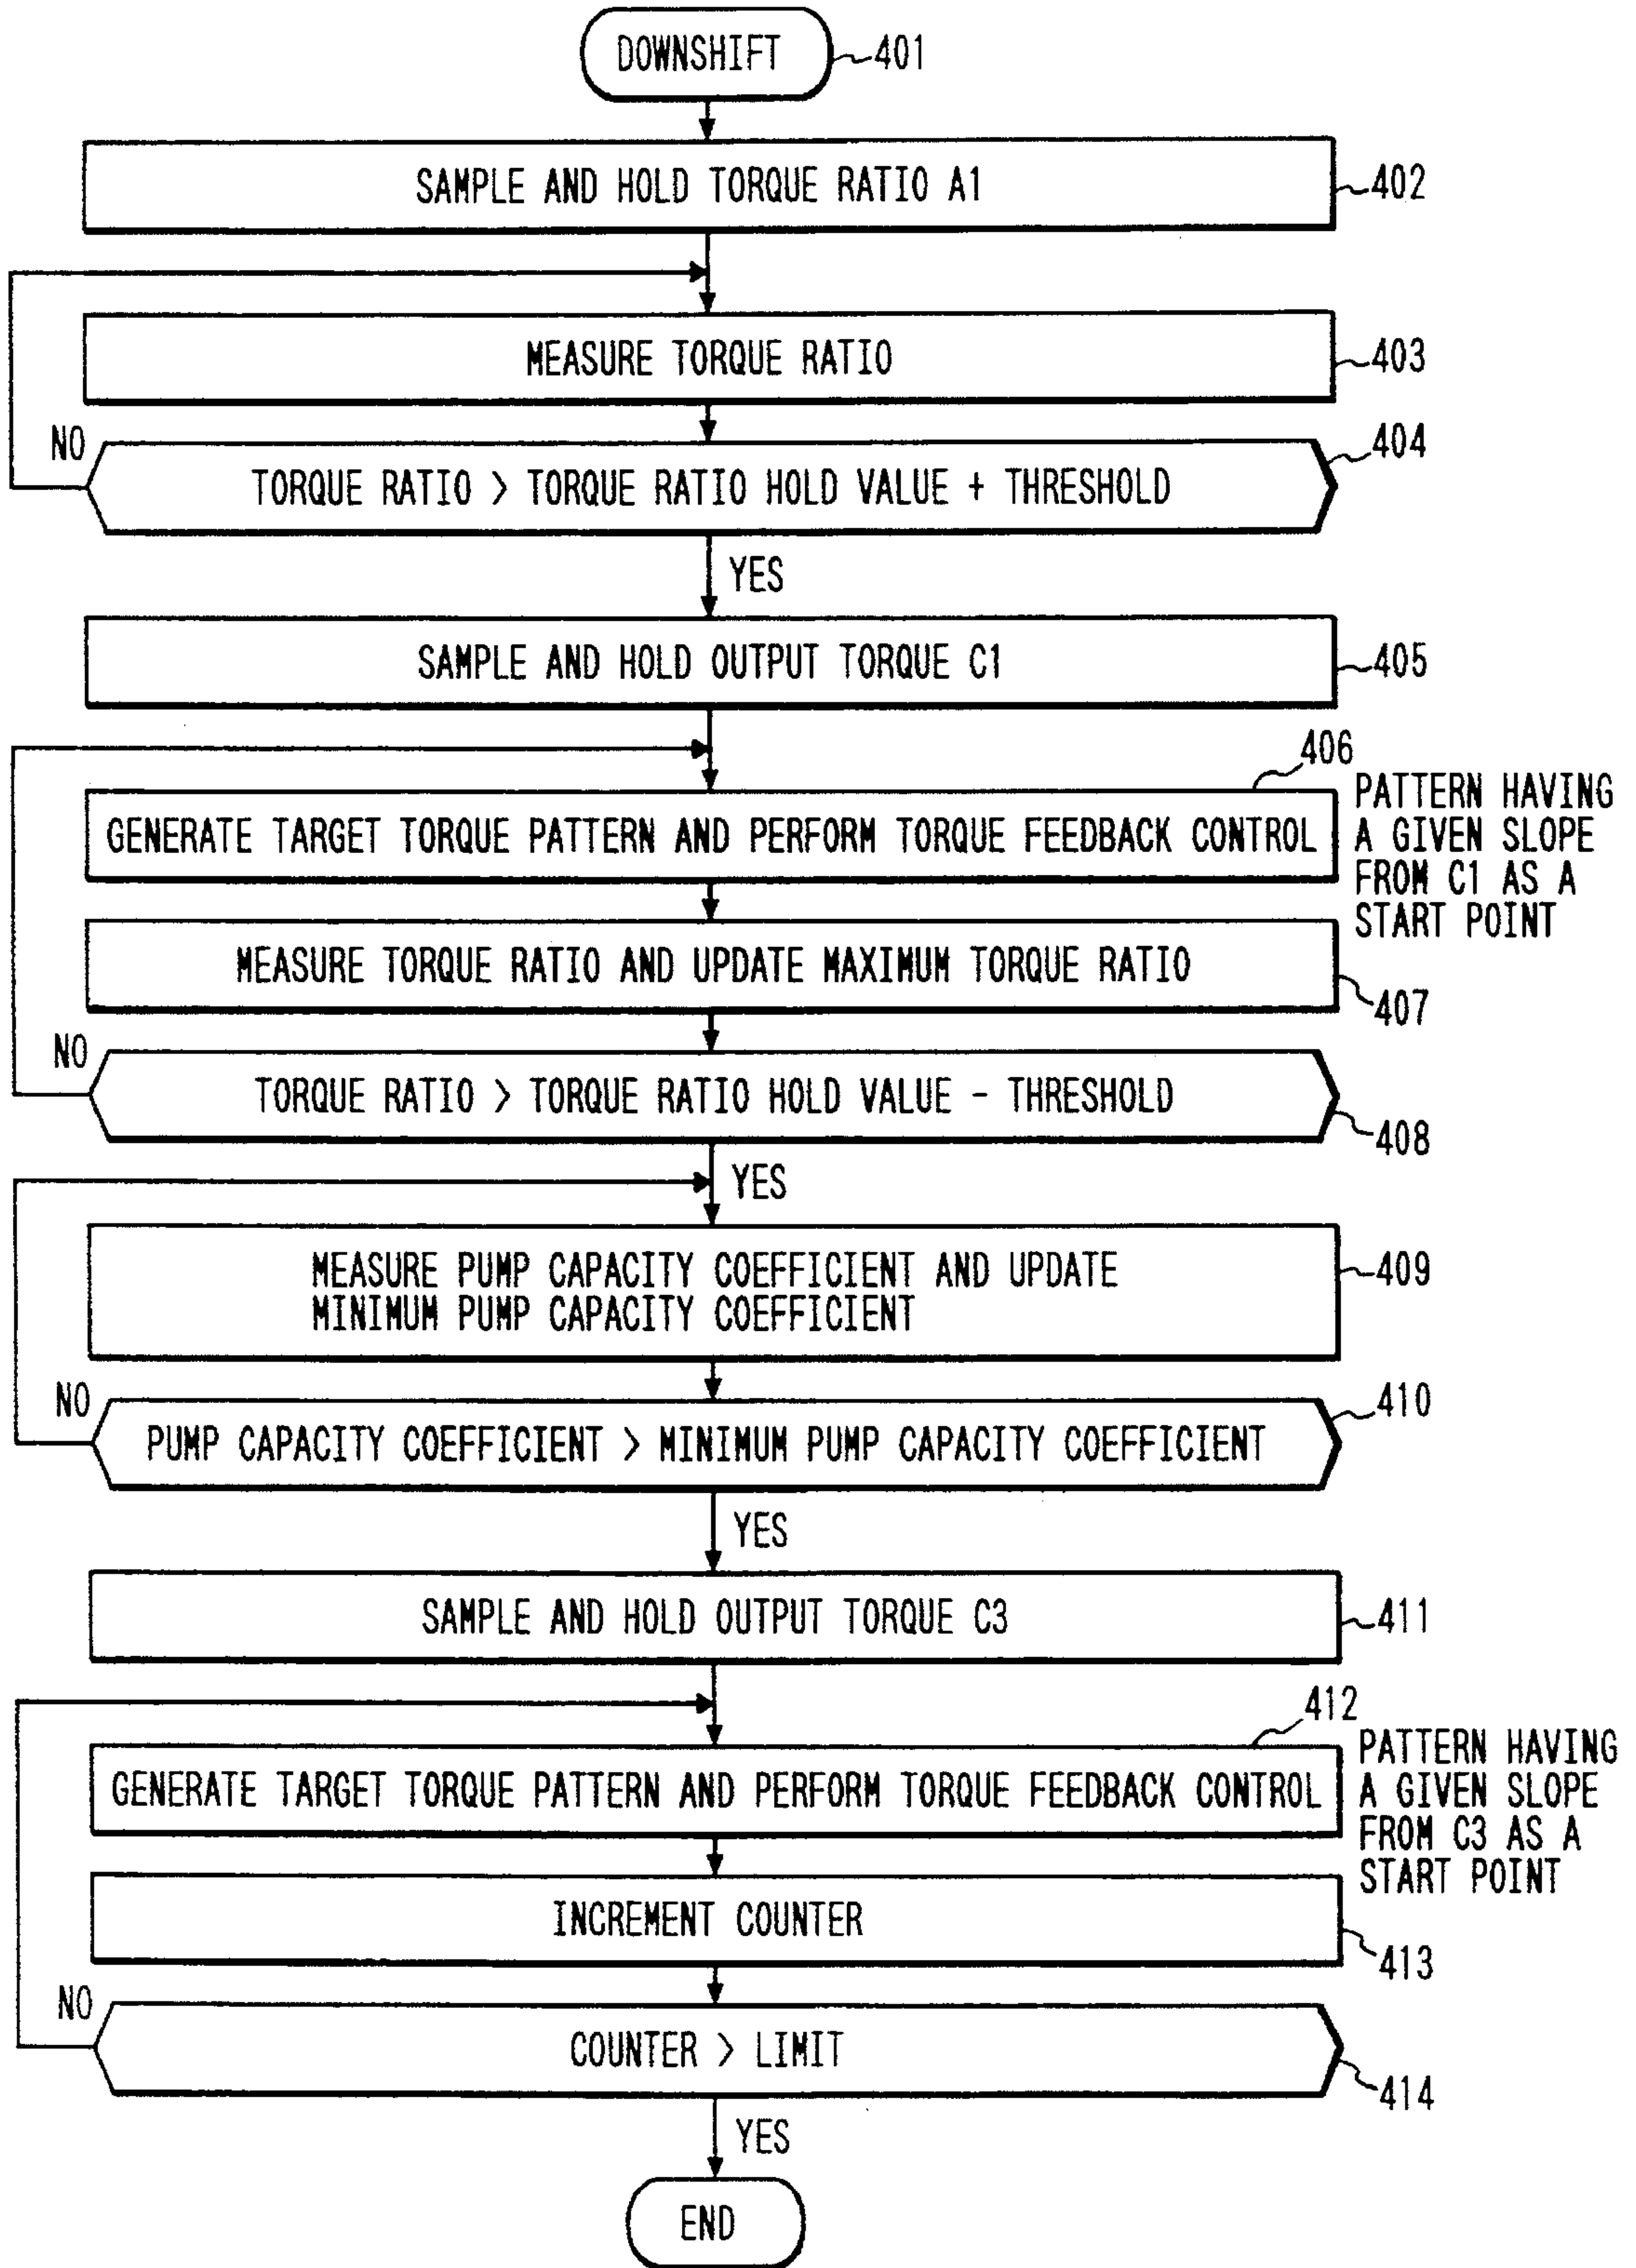 DOWNSHIFT
401
SAMPLE AND HOLD TORQUE RATIO A1
402
MEASURE TORQUE RATIO
403
NO
404
TORQUE RATIO > TORQUE RATIO HOLD VALUE + THRESHOLD
YES
SAMPLE AND HOLD OUTPUT TORQUE C1
405
406
GENERATE TARGET TORQUE PATTERN AND PERFORM TORQUE FEEDBACK CONTROL
PATTERN HAVING
A GIVEN SLOPE
FROM C1 AS A
START POINT
MEASURE TORQUE RATIO AND UPDATE MAXIMUM TORQUE RATIO
407
NO
TORQUE RATIO > TORQUE RATIO HOLD VALUE - THRESHOLD
408
YES
MEASURE PUMP CAPACITY COEFFICIENT AND UPDATE
MINIMUM PUMP CAPACITY COEFFICIENT
409
NO
410
PUMP CAPACITY COEFFICIENT > MINIMUM PUMP CAPACITY COEFFICIENT
YES
SAMPLE AND HOLD OUTPUT TORQUE C3
411
412
GENERATE TARGET TORQUE PATTERN AND PERFORM TORQUE FEEDBACK CONTROL
PATTERN HAVING
A GIVEN SLOPE
FROM C3 AS A
START POINT
INCREMENT COUNTER
413
NO
COUNTER > LIMIT
414
YES
END